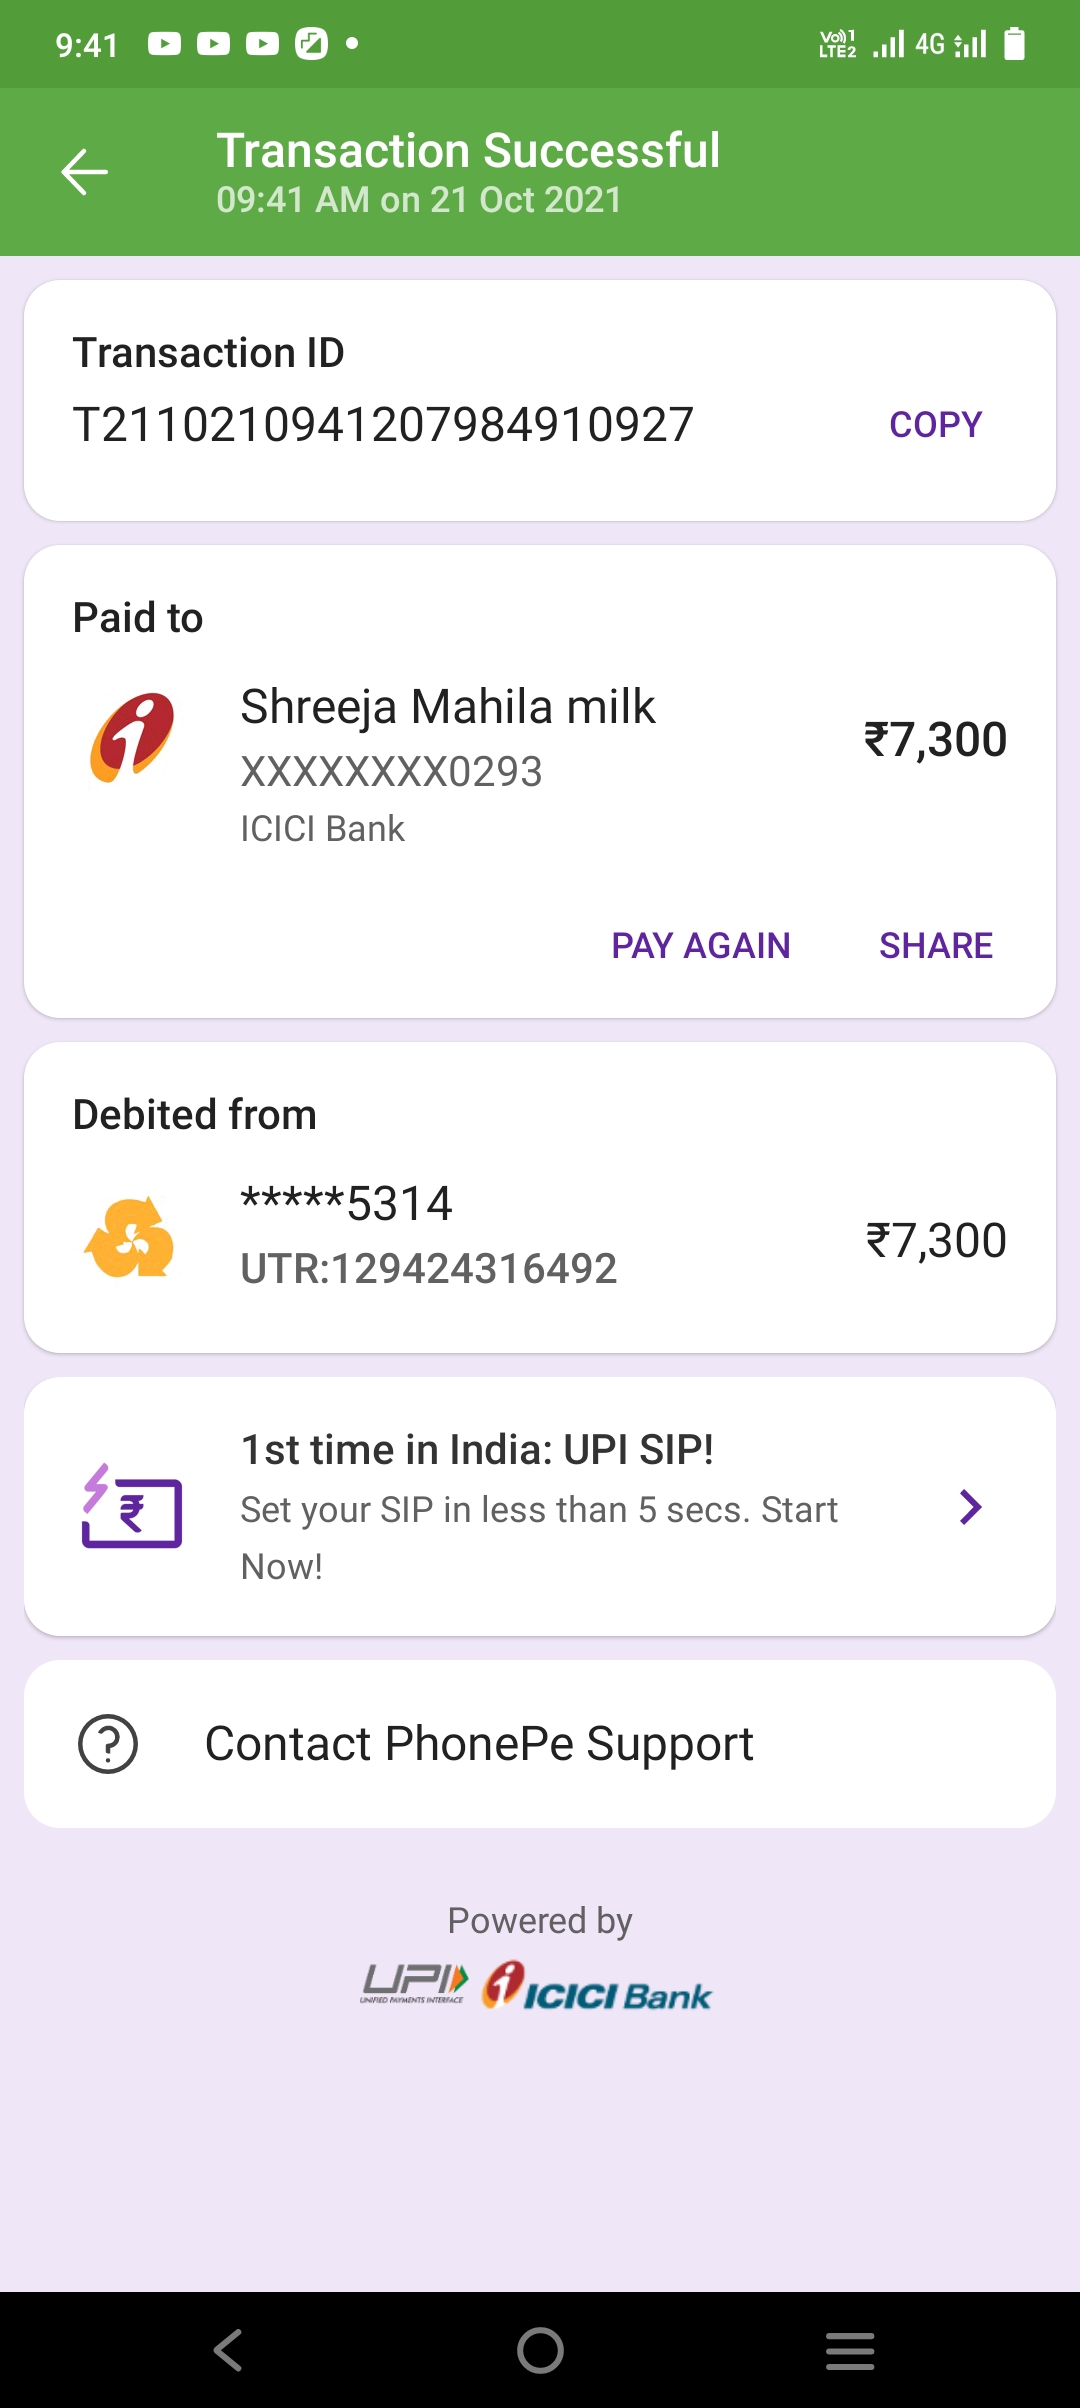 9:41
Vo))1 LTE2 4G
Transaction Successful
09:41 AM on 21 Oct 2021
Transaction ID
T2110210941207984910927 COPY
Paid to
Shreeja Mahila milk
XXXXXXXX0293
₹7,300
ICICI Bank
PAY AGAIN SHARE
Debited from
*****5314
UTR:129424316492
₹7,300
1st time in India: UPI SIP!
Set your SIP in less than 5 secs. Start
Now!
Contact PhonePe Support
Powered by
UPI
UNIFIED PAYMENTS INTERFACE
ICICI Bank